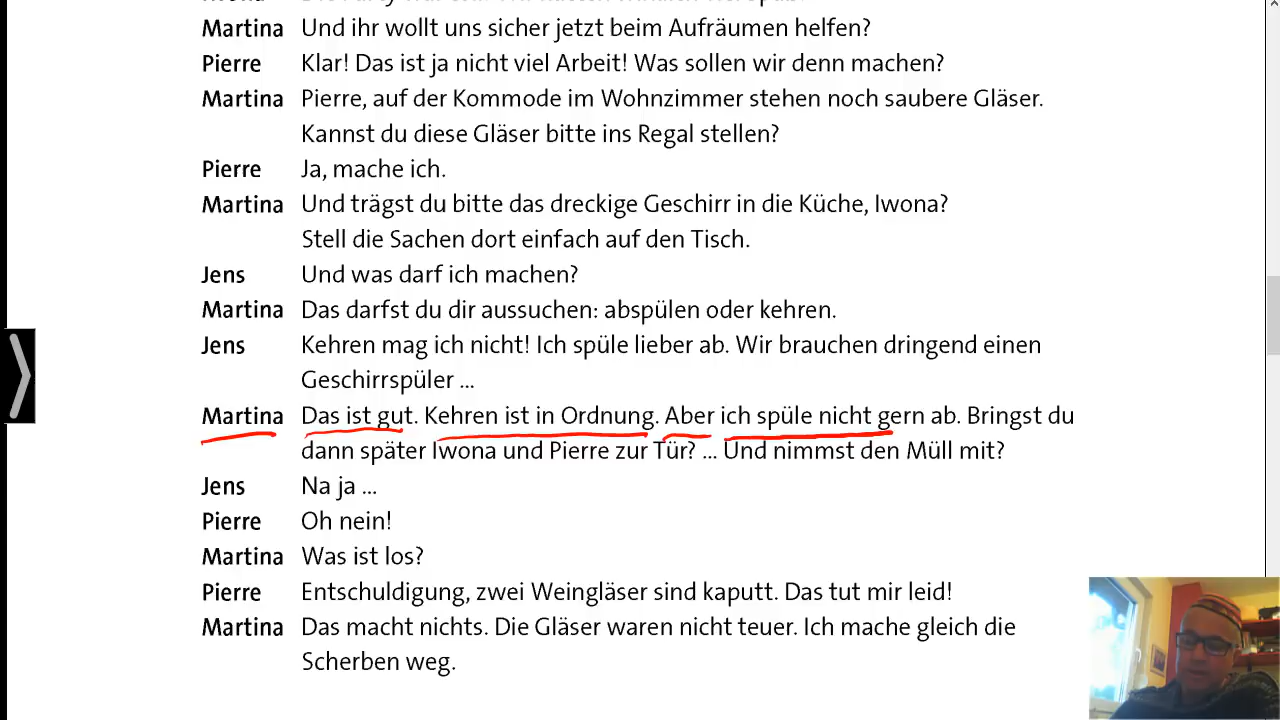 Martina Und ihr wollt uns sicher jetzt beim Aufräumen helfen?
Pierre Klar! Das ist ja nicht viel Arbeit! Was sollen wir denn machen?
Martina Pierre, auf der Kommode im Wohnzimmer stehen noch saubere Gläser.
Kannst du diese Gläser bitte ins Regal stellen?
Pierre Ja, mache ich.
Martina Und trägst du bitte das dreckige Geschirr in die Küche, Iwona?
Stell die Sachen dort einfach auf den Tisch.
Jens Und was darf ich machen?
Martina Das darfst du dir aussuchen: abspülen oder kehren.
Jens Kehren mag ich nicht! Ich spüle lieber ab. Wir brauchen dringend einen
Geschirrspüler ...
Martina Das ist gut. Kehren ist in Ordnung. Aber ich spüle nicht gern ab. Bringst du
dann später Iwona und Pierre zur Tür? ... Und nimmst den Müll mit?
Jens Na ja ...
Pierre Oh nein!
Martina Was ist los?
Pierre Entschuldigung, zwei Weingläser sind kaputt. Das tut mir leid!
Martina Das macht nichts. Die Gläser waren nicht teuer. Ich mache gleich die
Scherben weg.